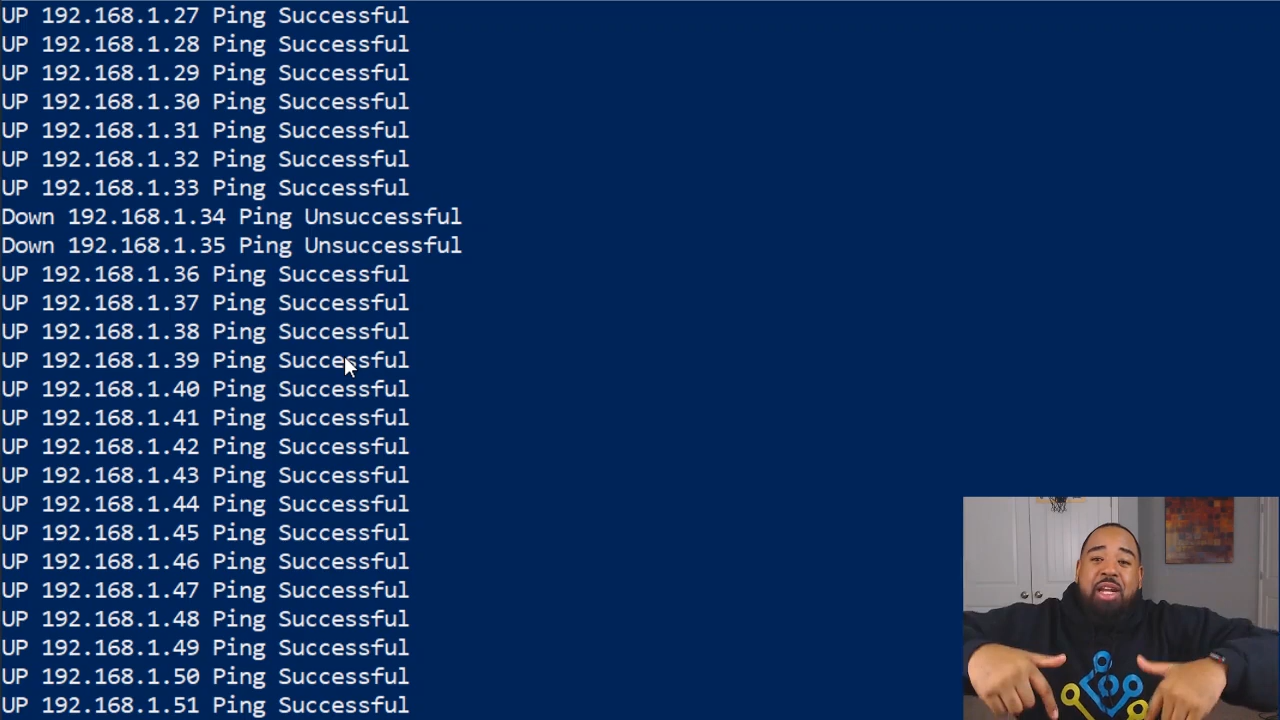 UP 192.168.1.27 Ping Successful
UP 192.168.1.28 Ping Successful
UP 192.168.1.29 Ping Successful
UP 192.168.1.30 Ping Successful
UP 192.168.1.31 Ping Successful
UP 192.168.1.32 Ping Successful
UP 192.168.1.33 Ping Successful
Down 192.168.1.34 Ping Unsuccessful
Down 192.168.1.35 Ping Unsuccessful
UP 192.168.1.36 Ping Successful
UP 192.168.1.37 Ping Successful
UP 192.168.1.38 Ping Successful
UP 192.168.1.39 Ping Successful
UP 192.168.1.40 Ping Successful
UP 192.168.1.41 Ping Successful
UP 192.168.1.42 Ping Successful
UP 192.168.1.43 Ping Successful
UP 192.168.1.44 Ping Successful
UP 192.168.1.45 Ping Successful
UP 192.168.1.46 Ping Successful
UP 192.168.1.47 Ping Successful
UP 192.168.1.48 Ping Successful
UP 192.168.1.49 Ping Successful
UP 192.168.1.50 Ping Successful
UP 192.168.1.51 Ping Successful